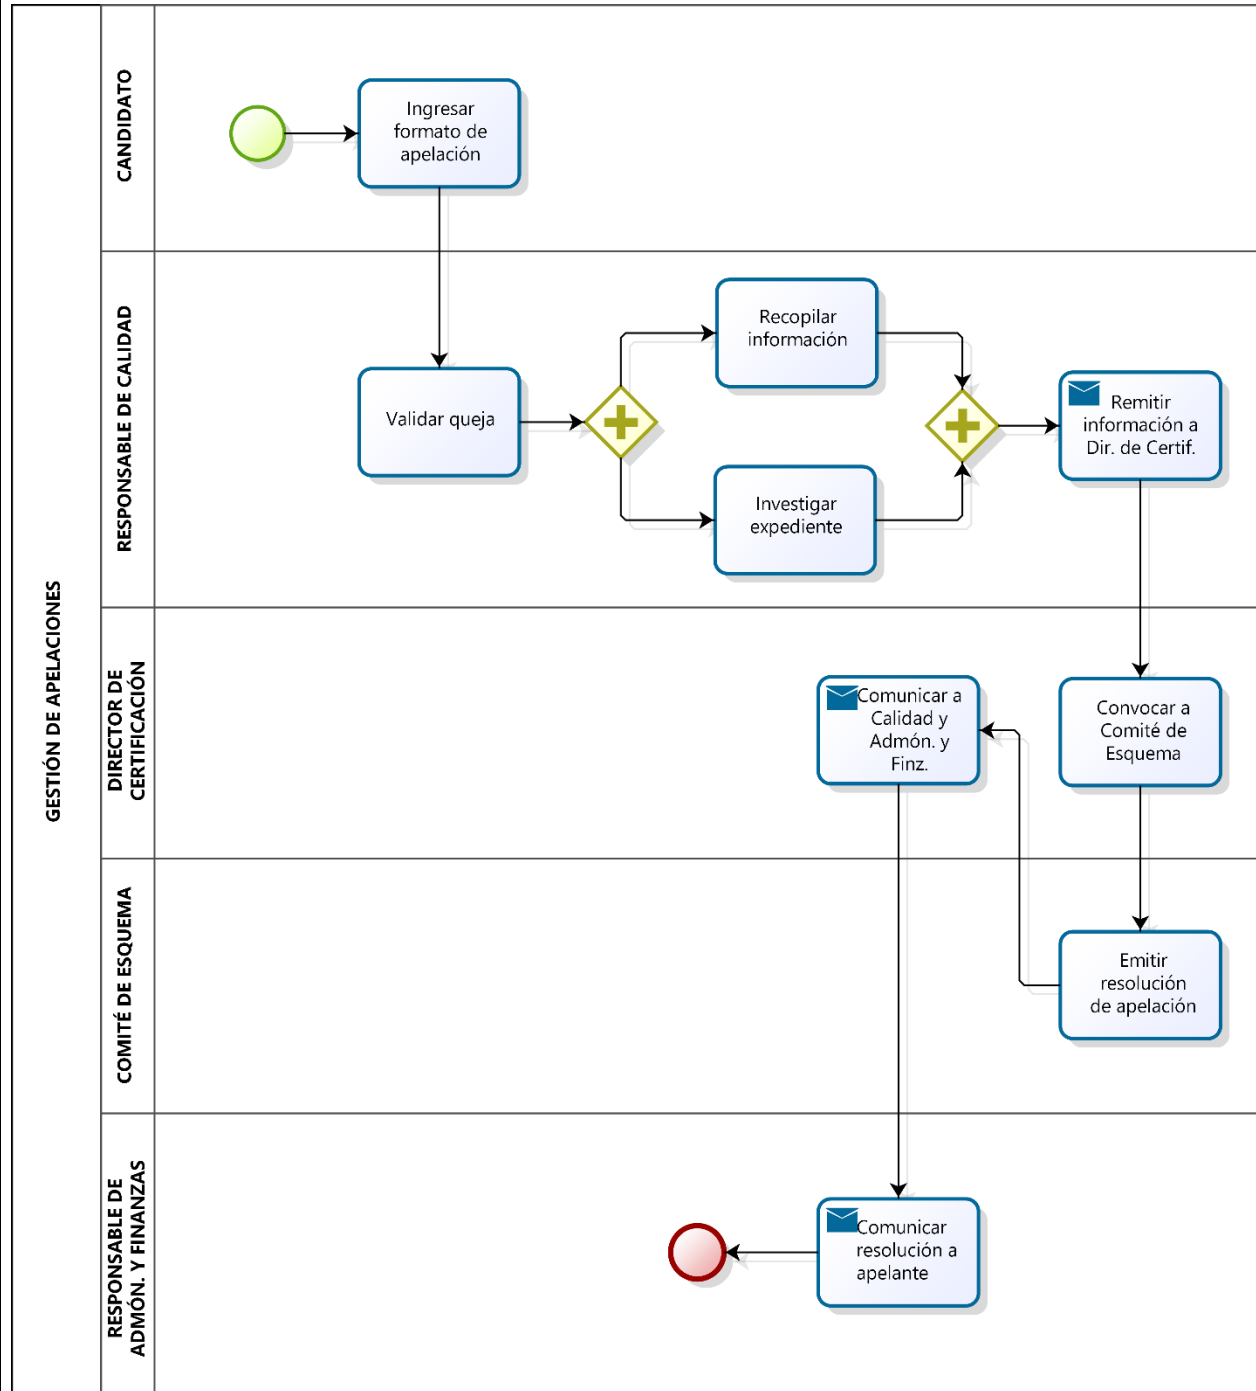 GESTIÓN DE APELACIONES
CANDIDATO
Ingresar
formato de
apelación
RESPONSABLE DE CALIDAD
Validar queja
Recopilar
información
Investigar
expediente
Remitir
información a
Dir. de Certif.
DIRECTOR DE
CERTIFICACIÓN
Comunicar a
Calidad y
Admón. y
Finz.
Convocar a
Comité de
Esquema
COMITÉ DE ESQUEMA
Emitir
resolución
de apelación
RESPONSABLE DE
ADMÓN. Y FINANZAS
Comunicar
resolución a
apelante